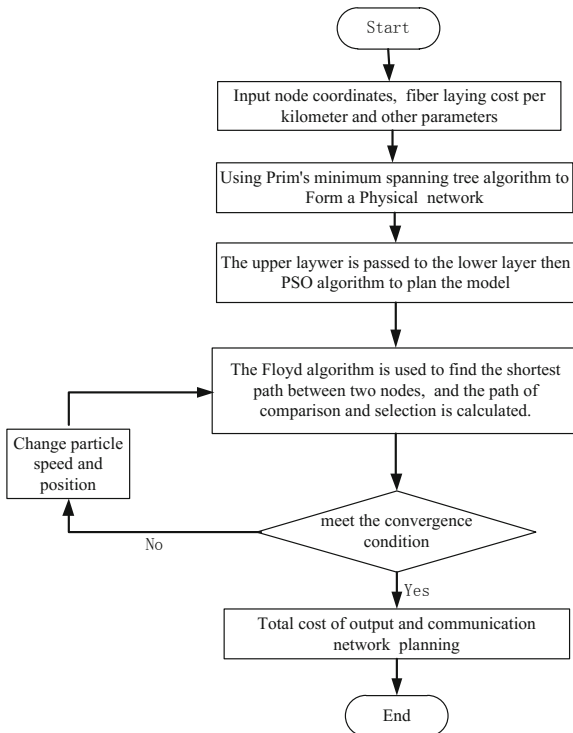 Start
Input node coordinates, fiber laying cost per
kilometer and other parameters
Using Prim's minimum spanning tree algorithm to
Form a Physical network
The upper laywer is passed to the lower layer then
PSO algorithm to plan the model
The Floyd algorithm is used to find the shortest
path between two nodes, and the path of
comparison and selection is calculated.
Change particle
speed and
position
meet the convergence
condition
No
Yes
Total cost of output and communication
network planning
End